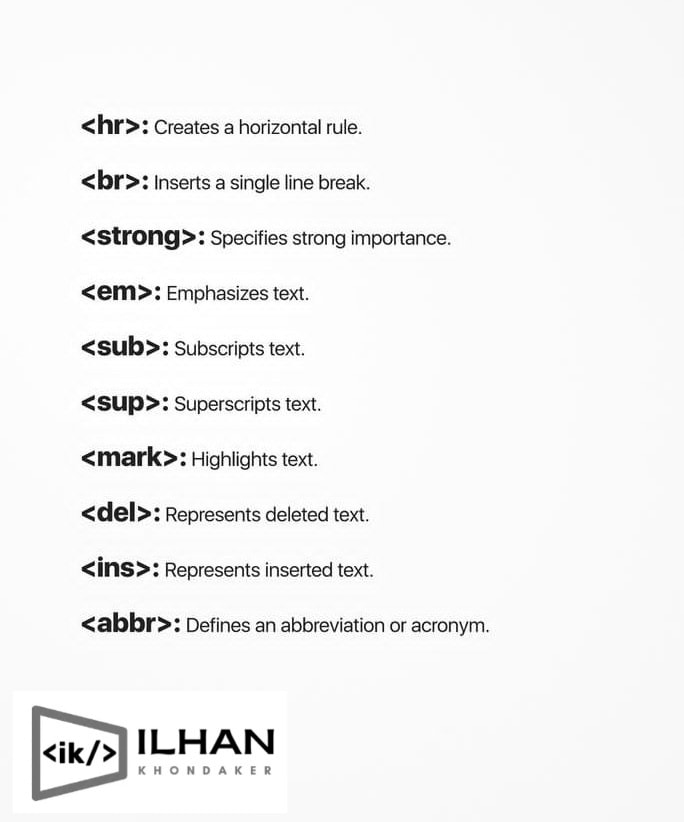 <hr>: Creates a horizontal rule.
<br>: Inserts a single line break.
<strong>: Specifies strong importance.
<em>: Emphasizes text.
<sub>: Subscripts text.
<sup>: Superscripts text.
<mark>: Highlights text.
<del>: Represents deleted text.
<ins>: Represents inserted text.
<abbr>: Defines an abbreviation or acronym.
<ik/> ILHAN
KHONDAKER